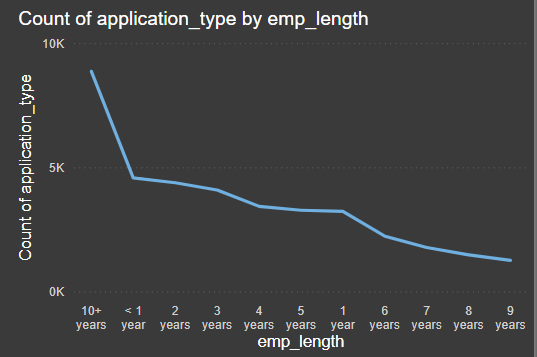 Count of application_type by emp_length
10K
5K
0K
Count of application_type
10+ years
< 1 year
2 years
3 years
4 years
5 years
1 year
6 years
7 years
8 years
9 years
emp_length